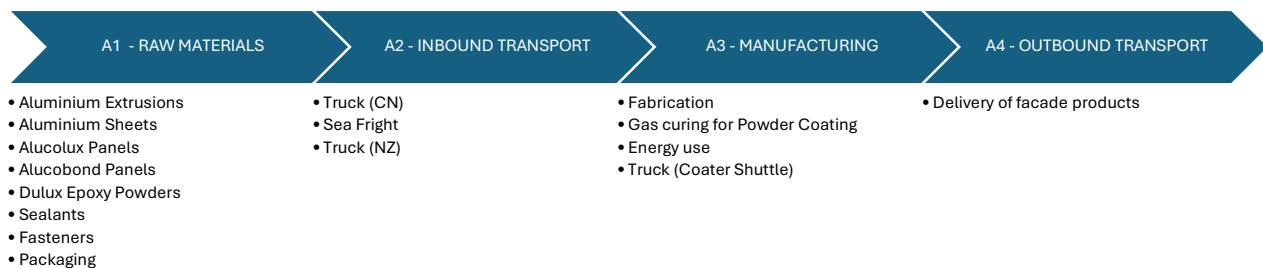 A1 - RAW MATERIALS
• Aluminium Extrusions
• Aluminium Sheets
• Alucolux Panels
• Alucobond Panels
• Dulux Epoxy Powders
• Sealants
• Fasteners
• Packaging
A2 - INBOUND TRANSPORT
• Truck (CN)
• Sea Fright
• Truck (NZ)
A3 - MANUFACTURING
• Fabrication
• Gas curing for Powder Coating
• Energy use
• Truck (Coater Shuttle)
A4 - OUTBOUND TRANSPORT
• Delivery of facade products